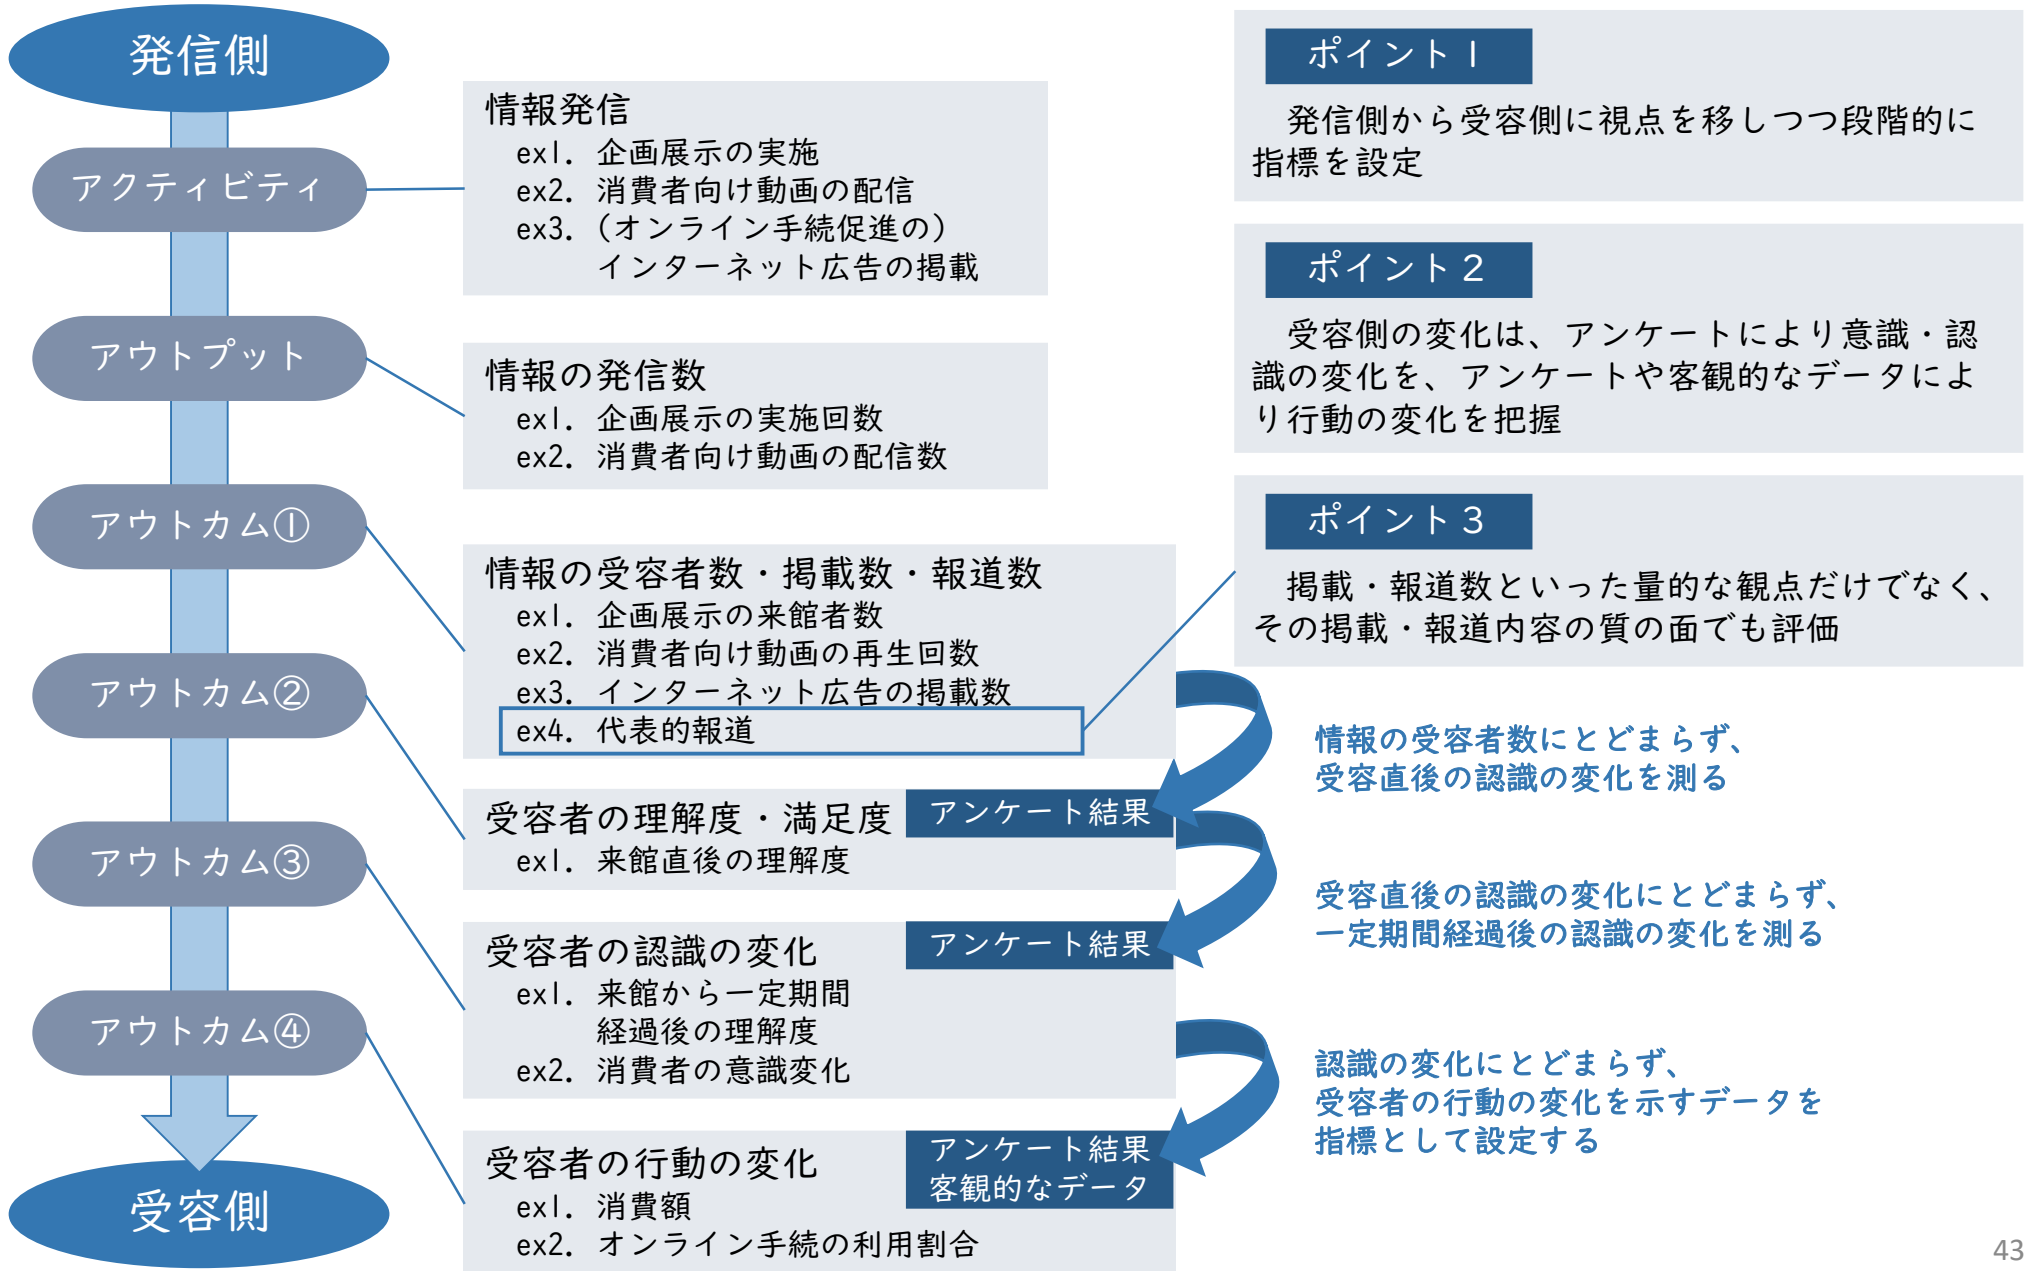 発信側
アクティビティ
アウトプット
アウトカム①
アウトカム②
アウトカム③
アウトカム④
受容側
情報発信
ex1. 企画展示の実施
ex2. 消費者向け動画の配信
ex3. (オンライン手続促進の)
インターネット広告の掲載
情報の発信数
ex1. 企画展示の実施回数
ex2. 消費者向け動画の配信数
情報の受容者数・掲載数・報道数
ex1. 企画展示の来館者数
ex2. 消費者向け動画の再生回数
ex3. インターネット広告の掲載数
ex4. 代表的報道
受容者の理解度・満足度
アンケート結果
ex1. 来館直後の理解度
受容者の認識の変化
アンケート結果
ex1. 来館から一定期間
経過後の理解度
ex2. 消費者の意識変化
受容者の行動の変化
アンケート結果
客観的なデータ
ex1. 消費額
ex2. オンライン手続の利用割合
ポイント1
発信側から受容側に視点を移しつつ段階的に
指標を設定
ポイント2
受容側の変化は、アンケートにより意識・認
識の変化を、アンケートや客観的なデータによ
り行動の変化を把握
ポイント3
掲載・報道数といった量的な観点だけでなく、
その掲載・報道内容の質の面でも評価
情報の受容者数にとどまらず、
受容直後の認識の変化を測る
受容直後の認識の変化にとどまらず、
一定期間経過後の認識の変化を測る
認識の変化にとどまらず、
受容者の行動の変化を示すデータを
指標として設定する
43